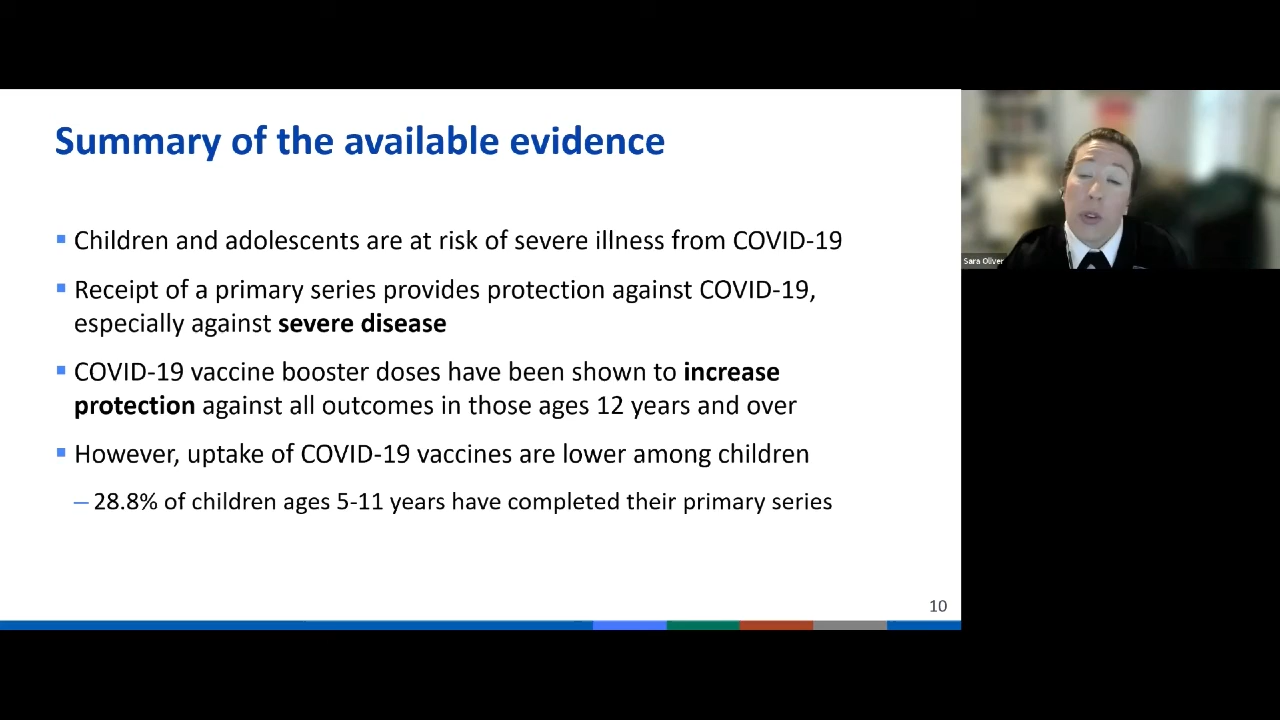 Summary of the available evidence
Children and adolescents are at risk of severe illness from COVID-19
Receipt of a primary series provides protection against COVID-19,
especially against severe disease
COVID-19 vaccine booster doses have been shown to increase
protection against all outcomes in those ages 12 years and over
However, uptake of COVID-19 vaccines are lower among children
– 28.8% of children ages 5-11 years have completed their primary series
10
Sara Oliver